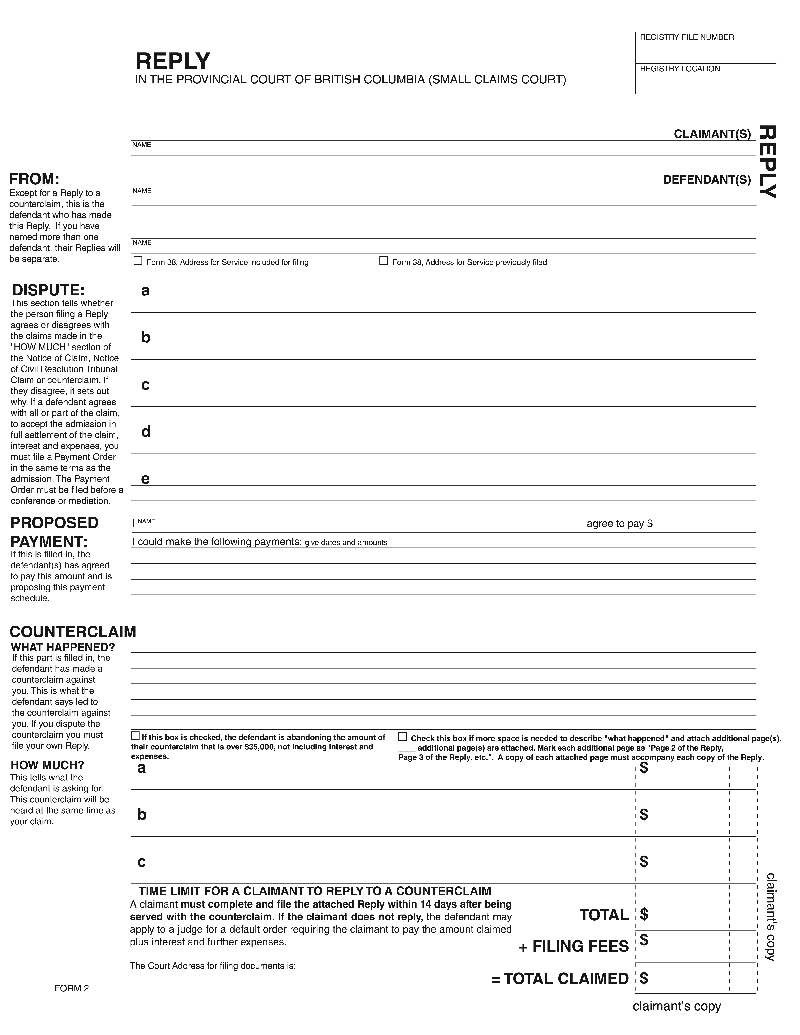 REGISTRY FILE NUMBER
REPLY
IN THE PROVINCIAL COURT OF BRITISH COLUMBIA (SMALL CLAIMS COURT)
REGISTRY LOCATION
REPLY
CLAIMANT(S)
NAME
FROM:
Except for a Reply to a
counterclaim, this is the
defendant who has made
this Reply. If you have
named more than one
defendant, their Replies will
be separate.
DEFENDANT(S)
NAME
NAME
Form 38, Address for Service included for filing
Form 38, Address for Service previously filed
DISPUTE:
This section tells whether
the person filing a Reply
agrees or disagrees with
the claims made in the
"HOW MUCH" section of
the Notice of Claim, Notice
of Civil Resolution Tribunal
Claim or counterclaim. If
they disagree, it sets out
why. If a defendant agrees
with all or part of the claim,
to accept the admission in
full settlement of the claim,
interest and expenses, you
must file a Payment Order
in the same terms as the
admission. The Payment
Order must be filed before a
conference or mediation.
a
b
c
d
e
PROPOSED
PAYMENT:
If this is filled in, the
defendant(s) has agreed
to pay this amount and is
proposing this payment
schedule.
I NAME
agree to pay $
I could make the following payments: give dates and amounts
COUNTERCLAIM
WHAT HAPPENED?
If this part is filled in, the
defendant has made a
counterclaim against
you. This is what the
defendant says led to
the counterclaim against
you. If you dispute the
counterclaim you must
file your own Reply.
If this box is checked, the defendant is abandoning the amount of
their counterclaim that is over $35,000, not including interest and
expenses.
Check this box if more space is needed to describe "what happened" and attach additional page(s).
____ additional page(s) are attached. Mark each additional page as "Page 2 of the Reply,
Page 3 of the Reply, etc.". A copy of each attached page must accompany each copy of the Reply.
HOW MUCH?
This tells what the
defendant is asking for.
This counterclaim will be
heard at the same time as
your claim.
a
$
b
$
c
$
TIME LIMIT FOR A CLAIMANT TO REPLY TO A COUNTERCLAIM
A claimant must complete and file the attached Reply within 14 days after being
served with the counterclaim. If the claimant does not reply, the defendant may
apply to a judge for a default order requiring the claimant to pay the amount claimed
plus interest and further expenses.
The Court Address for filing documents is:
TOTAL $
+ FILING FEES $
= TOTAL CLAIMED $
claimant's copy
FORM 2
claimant's copy